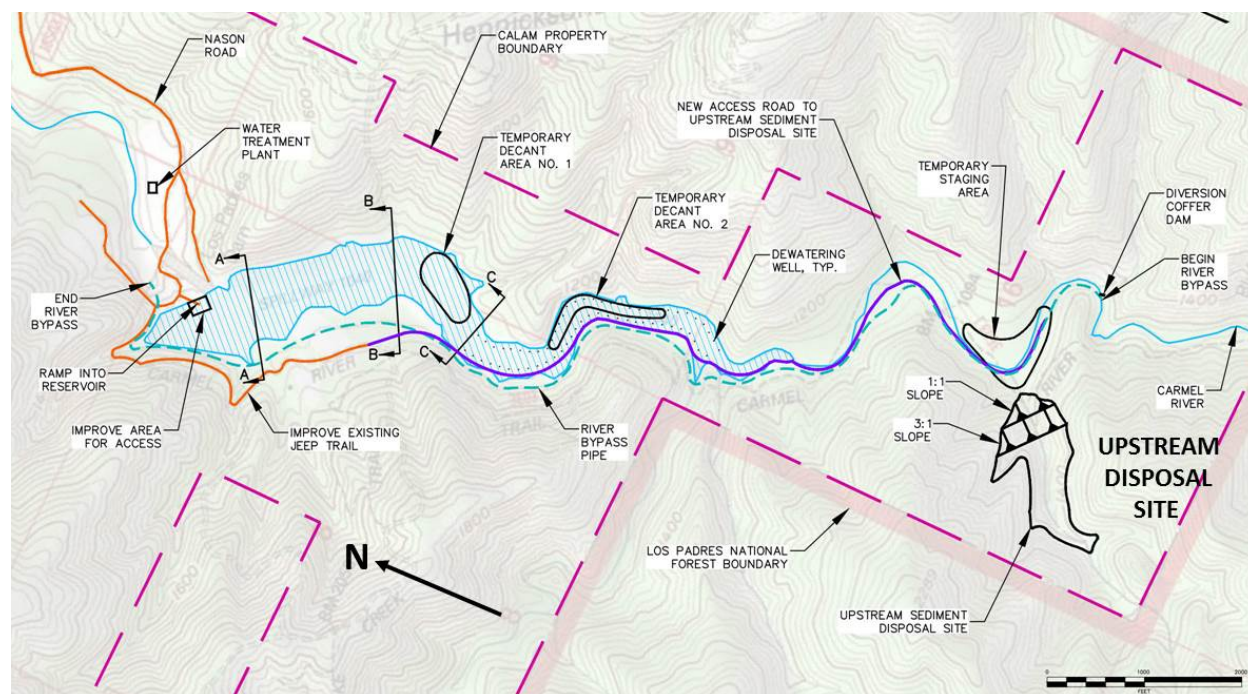 NASON
ROAD
CALAM PROPERTY
BOUNDARY
WATER
TREATMENT
PLANT
TEMPORARY
DECANT
AREA NO. 1
NEW ACCESS ROAD TO
UPSTREAM SEDIMENT
DISPOSAL SITE
TEMPORARY
STAGING
AREA
TEMPORARY
DECANT
AREA NO. 2
DIVERSION
COFFER
DAM
DEWATERING
WELL, TYP.
BEGIN
RIVER
BYPASS
B
A
C
END
RIVER
BYPASS
B
C
A
RAMP INTO
RESERVOIR
CARMEL
RIVER
TRAIL
CARMEL
RIVER
1:1
SLOPE
CARMEL
RIVER
IMPROVE AREA
FOR ACCESS
IMPROVE EXISTING
JEEP TRAIL
RIVER
BYPASS
PIPE
3:1
SLOPE
UPSTREAM
DISPOSAL
SITE
N
LOS PADRES NATIONAL
FOREST BOUNDARY
UPSTREAM SEDIMENT
DISPOSAL SITE
0 1000 2000
FEET